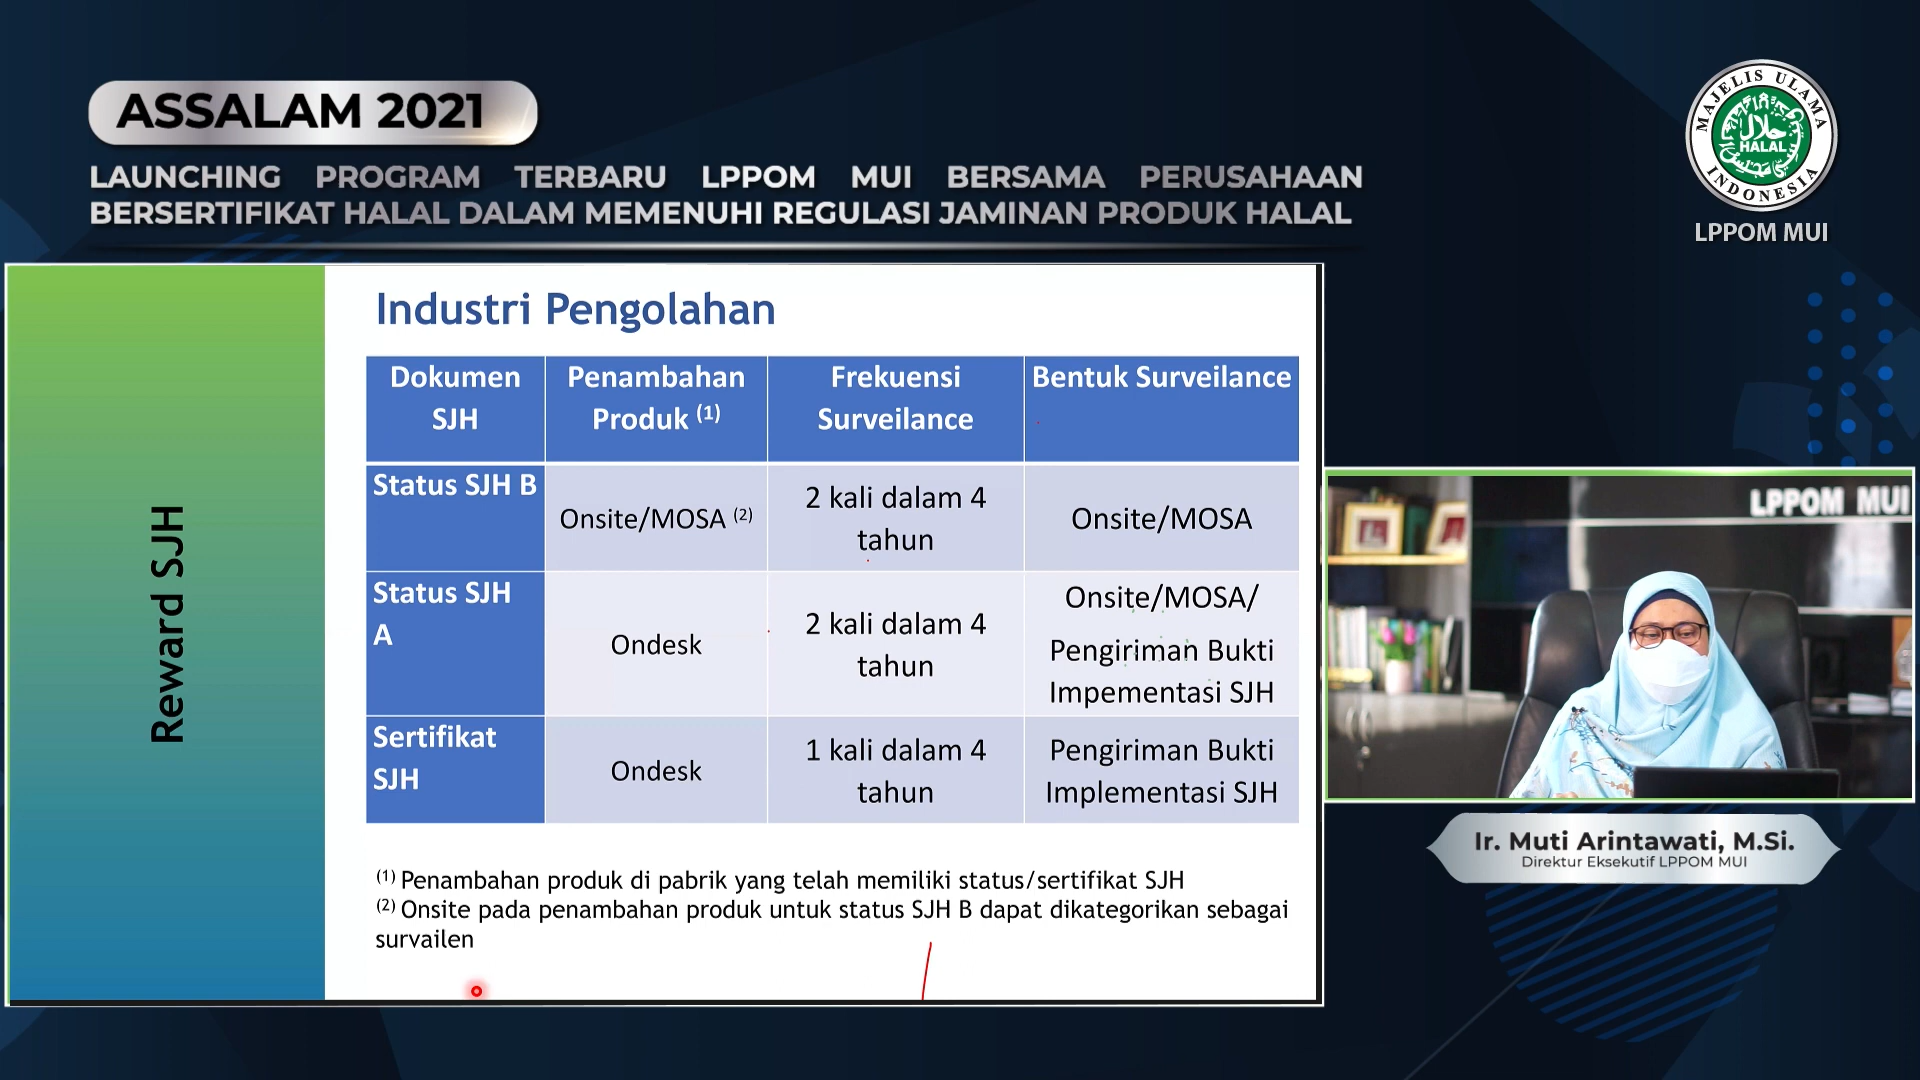 ASSALAM 2021
LAUNCHING PROGRAM TERBARU LPPOM MUI BERSAMA PERUSAHAAN
BERSERTIFIKAT HALAL DALAM MEMENUHI REGULASI JAMINAN PRODUK HALAL
MAJELIS ULAMA
حلال
HALAL
INDONESIA
LPPOM MUI
Reward SJH
Industri Pengolahan
Dokumen
SJH
Penambahan
Produk (1)
Frekuensi
Surveilance
Bentuk Surveilance
Status SJH B
Onsite/MOSA (2)
2 kali dalam 4
tahun
Onsite/MOSA
Status SJH
A
Ondesk
2 kali dalam 4
tahun
Onsite/MOSA/
Pengiriman Bukti
Impementasi SJH
Sertifikat
SJH
Ondesk
1 kali dalam 4
tahun
Pengiriman Bukti
Implementasi SJH
(1) Penambahan produk di pabrik yang telah memiliki status/sertifikat SJH
(2) Onsite pada penambahan produk untuk status SJH B dapat dikategorikan sebagai
survailen
LPPOM MUI
Ir. Muti Arintawati, M.Si.
Direktur Eksekutif LPPOM MUI